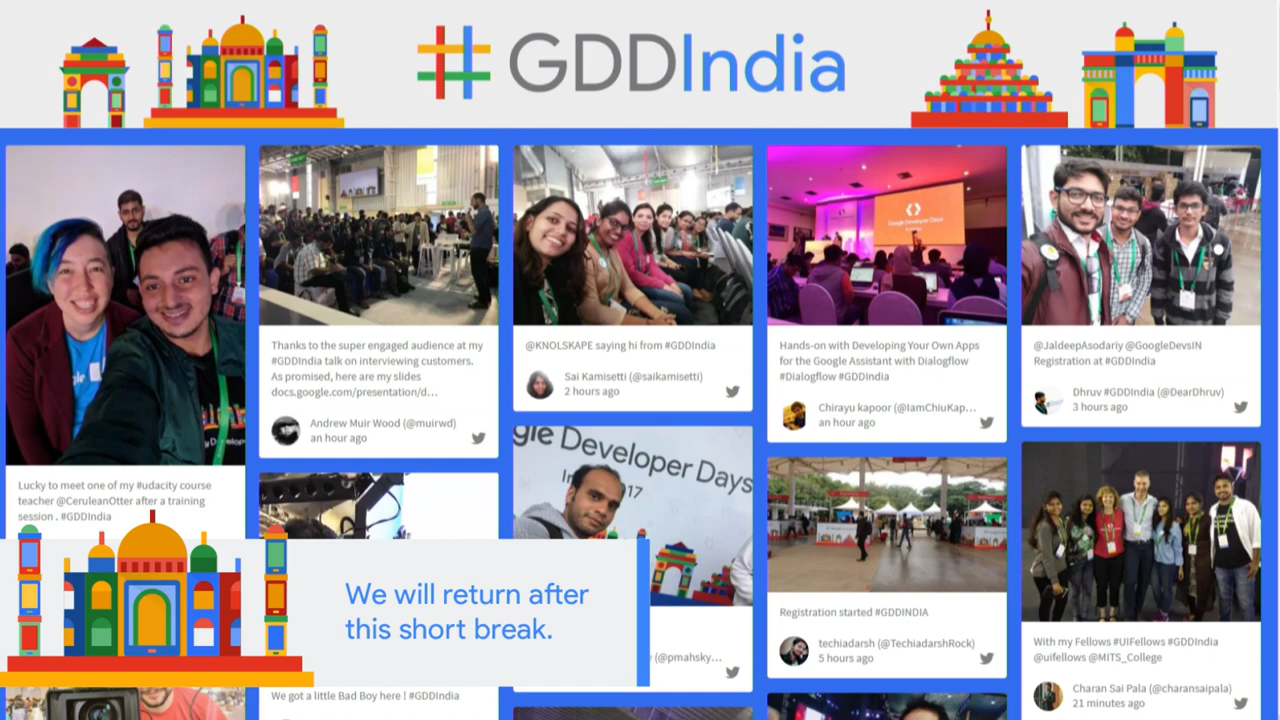 #GDDIndia
Lucky to meet one of my #udacity course
teacher @CeruleanOtter after a training
session . #GDDIndia
Thanks to the super engaged audience at my
#GDDIndia talk on interviewing customers.
As promised, here are my slides
docs.google.com/presentation/d...
Andrew Muir Wood (@muirwd)
an hour ago
We got a little Bad Boy here ! #GDDIndia
@KNOLSKAPE saying hi from #GDDIndia
Sai Kamisetti (@saikamisetti)
2 hours ago
gle Developer Days
(@pmahsky...
Google Developer Days
Hands-on with Developing Your Own Apps
for the Google Assistant with Dialogflow
#Dialogflow #GDDIndia
Chirayu kapoor (@IamChiuKap...
an hour ago
Registration started #GDDINDIA
techiadarsh (@TechiadarshRock)
5 hours ago
@JaldeepAsodariy @GoogleDevsIN
Registration at #GDDIndia
Dhruv #GDDIndia (@DearDhruv)
3 hours ago
With my Fellows #UIFellows #GDDIndia
@uifellows @MITS_College
Charan Sai Pala (@charansaipala)
21 minutes ago
We will return after
this short break.